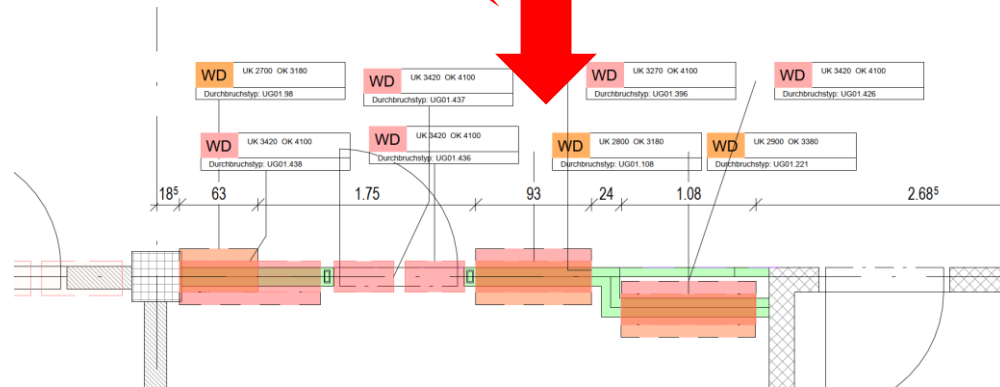 WD UK 2700 OK 3180
Durchbruchstyp: UG01.98
WD UK 3420 OK 4100
Durchbruchstyp: UG01.437
WD UK 3270 OK 4100
Durchbruchstyp: UG01.396
WD UK 3420 OK 4100
Durchbruchstyp: UG01.426
WD UK 3420 OK 4100
Durchbruchstyp: UG01.438
WD UK 3420 OK 4100
Durchbruchstyp: UG01.436
WD UK 2800 OK 3180
Durchbruchstyp: UG01.108
WD UK 2900 OK 3380
Durchbruchstyp: UG01.221
18⁵ 63 1.75 93 24 1.08 2.68⁵